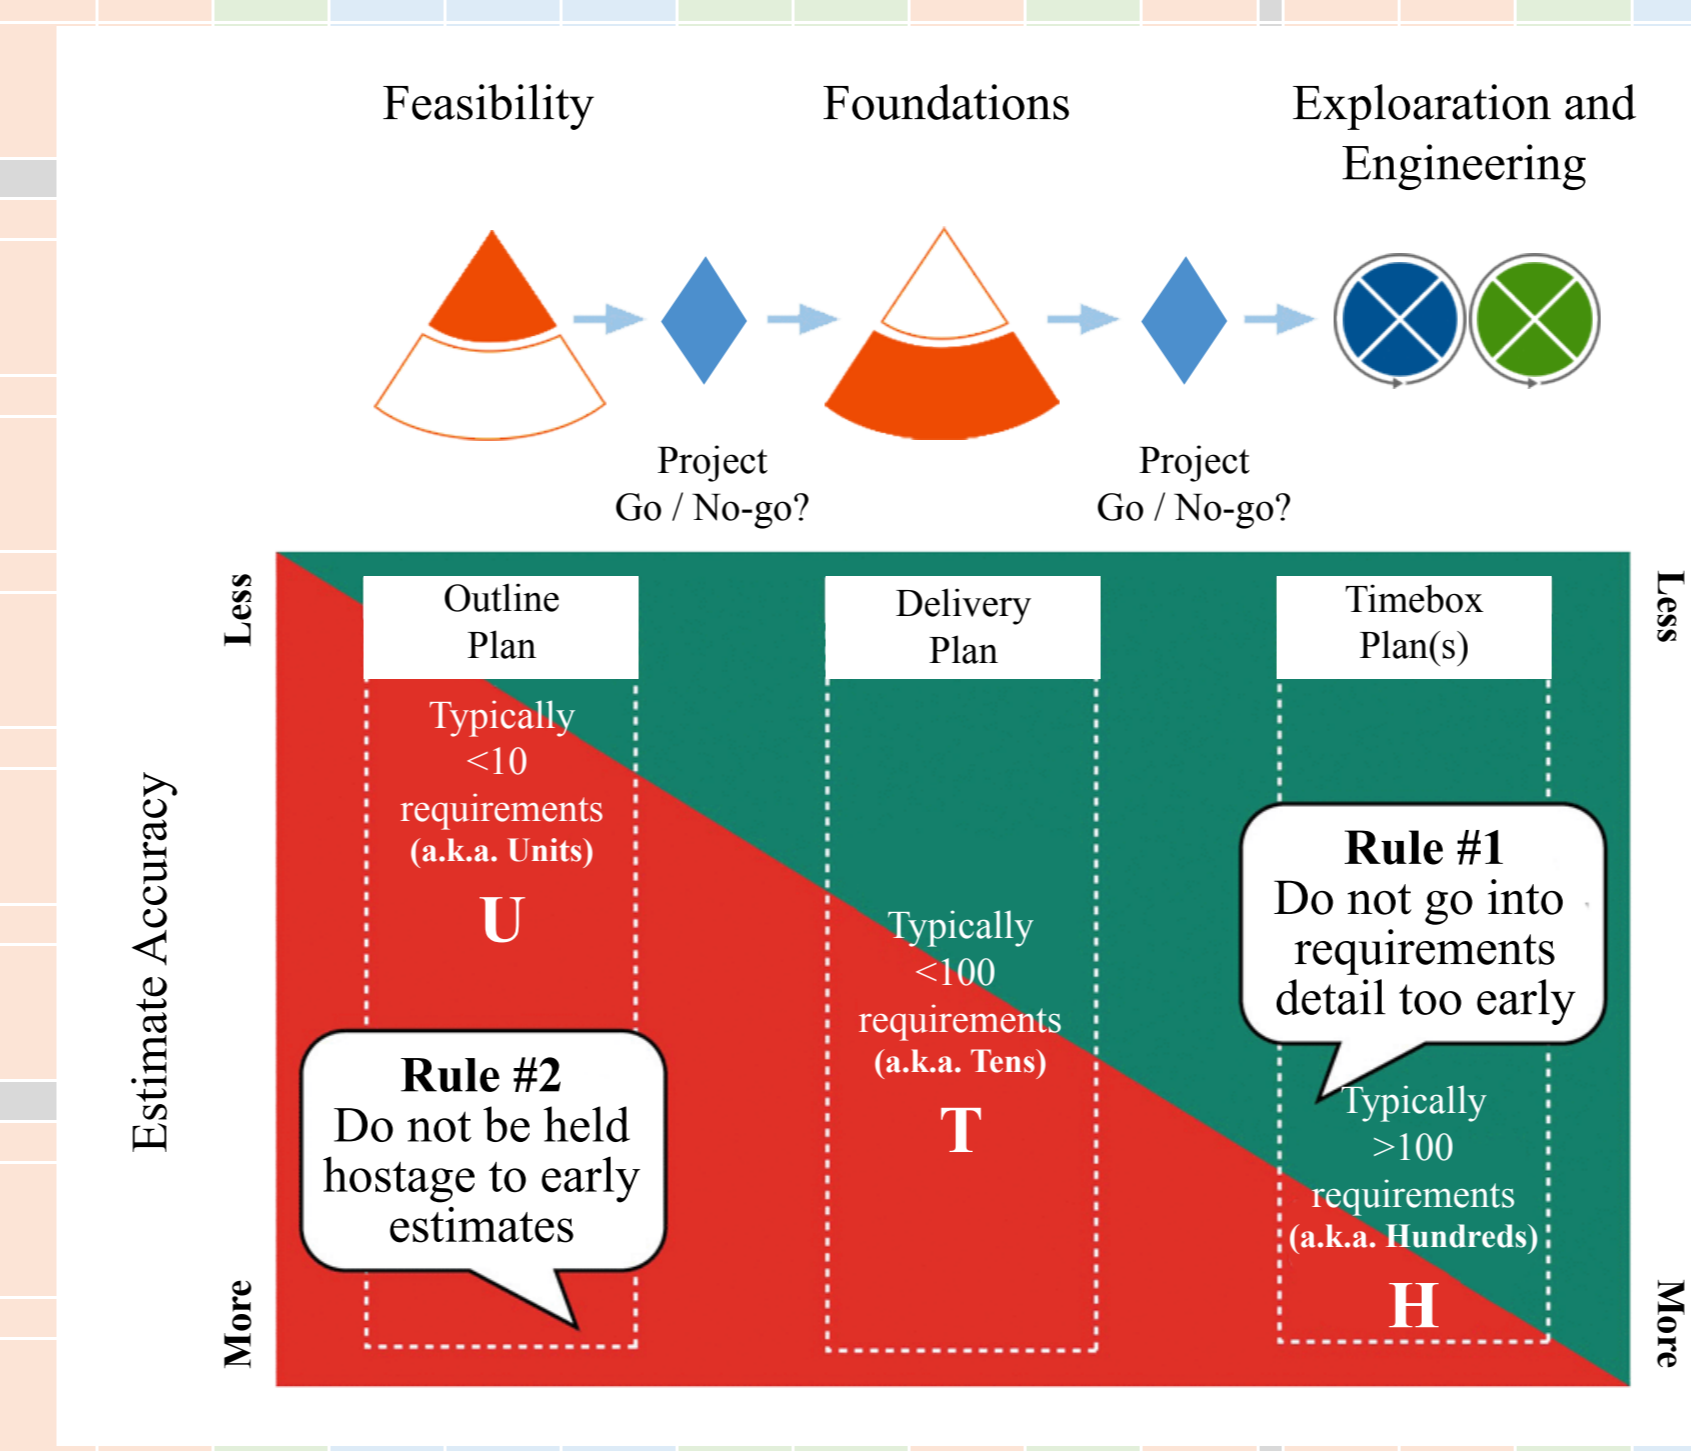 Feasibility
Foundations
Exploaration and
Engineering
Project
Go / No-go?
Project
Go / No-go?
Less
Less
Outline
Plan
Delivery
Plan
Timebox
Plan(s)
Typically
<10
requirements
(a.k.a. Units)
U
Typically
<100
requirements
(a.k.a. Tens)
T
Rule #1
Do not go into
requirements
detail too early
Typically
>100
requirements
(a.k.a. Hundreds)
H
Rule #2
Do not be held
hostage to early
estimates
Estimate Accuracy
More
More